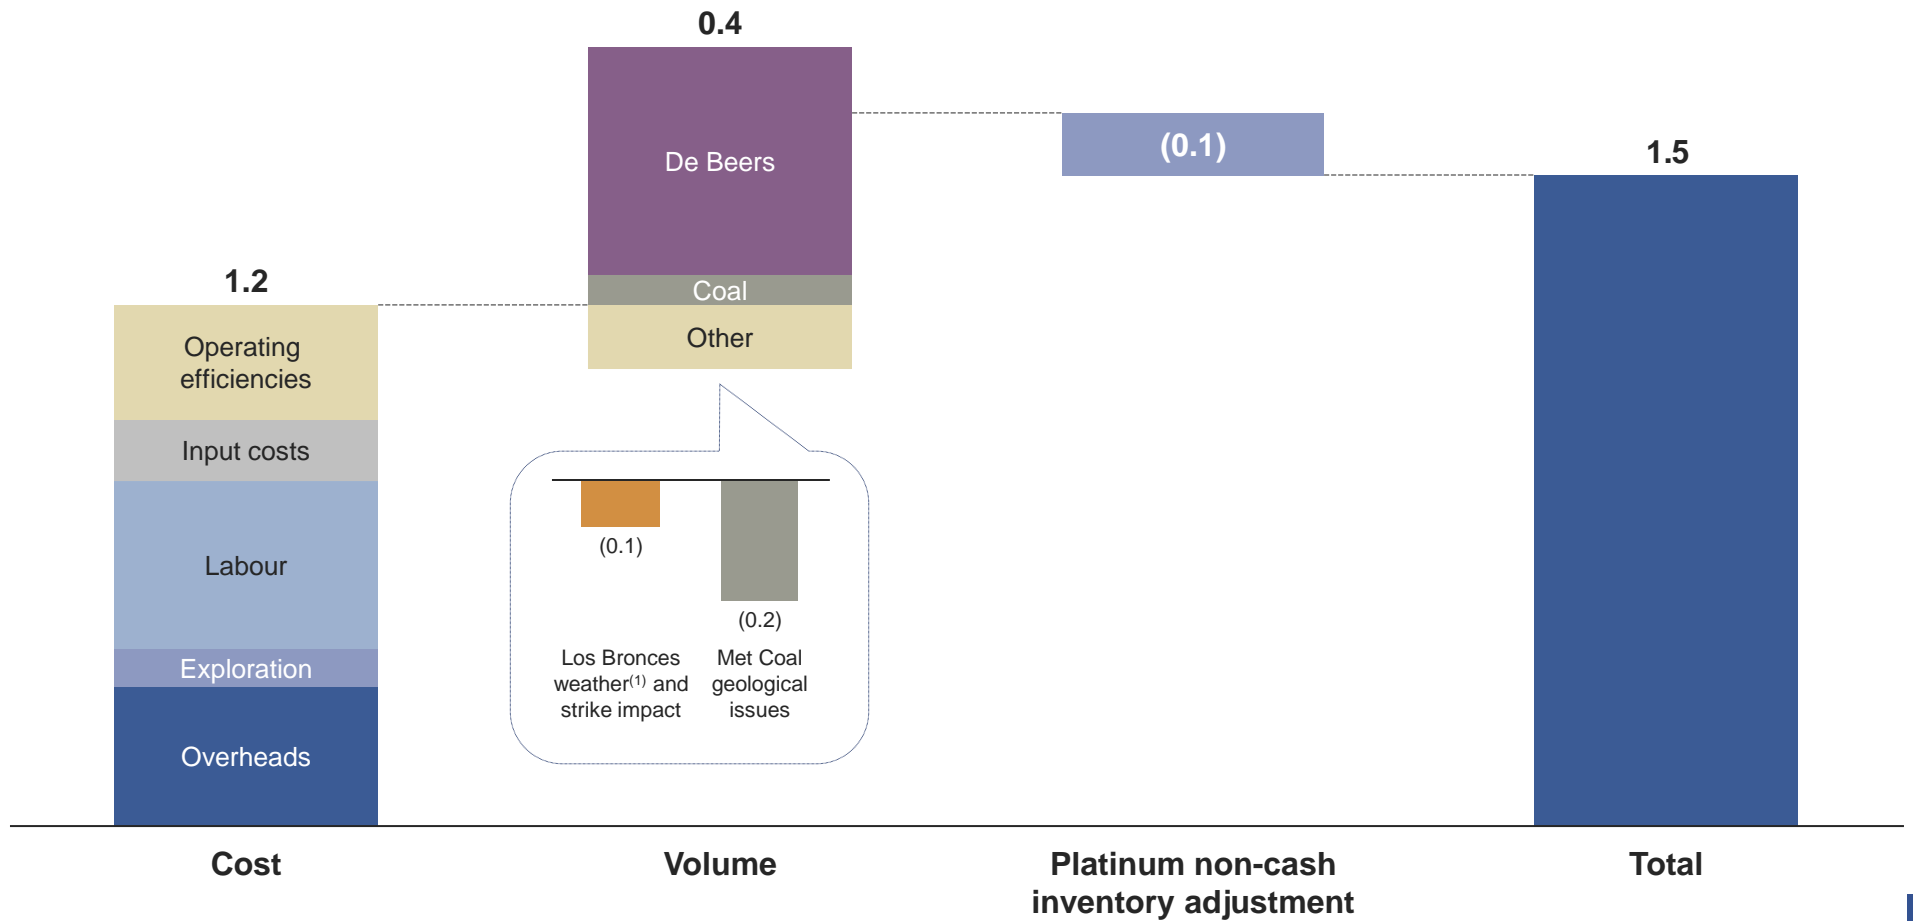 0.4
De Beers
Coal
Other
(0.1)
1.5
1.2
Operating
efficiencies
Input costs
Labour
Exploration
Overheads
(0.1)
(0.2)
Los Bronces
weather(1) and
strike impact
Met Coal
geological
issues
Cost
Volume
Platinum non-cash
inventory adjustment
Total